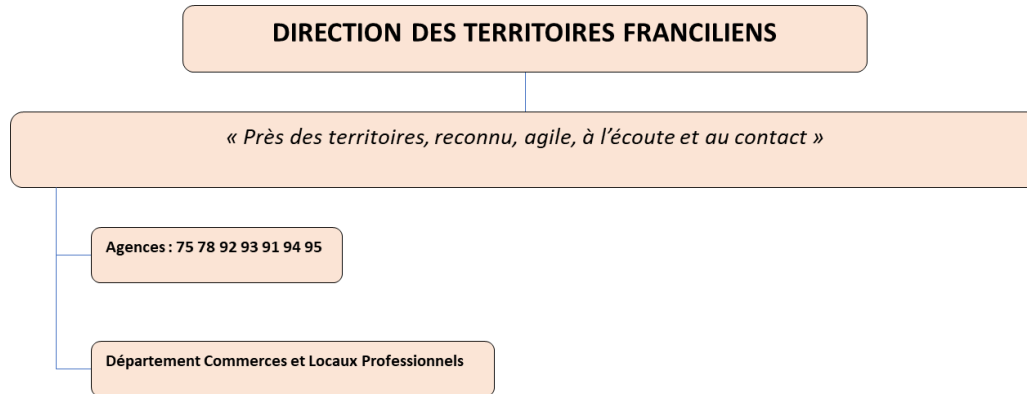 DIRECTION DES TERRITOIRES FRANCILIENS
« Près des territoires, reconnu, agile, à l’écoute et au contact »
Agences : 75 78 92 93 91 94 95
Département Commerces et Locaux Professionnels